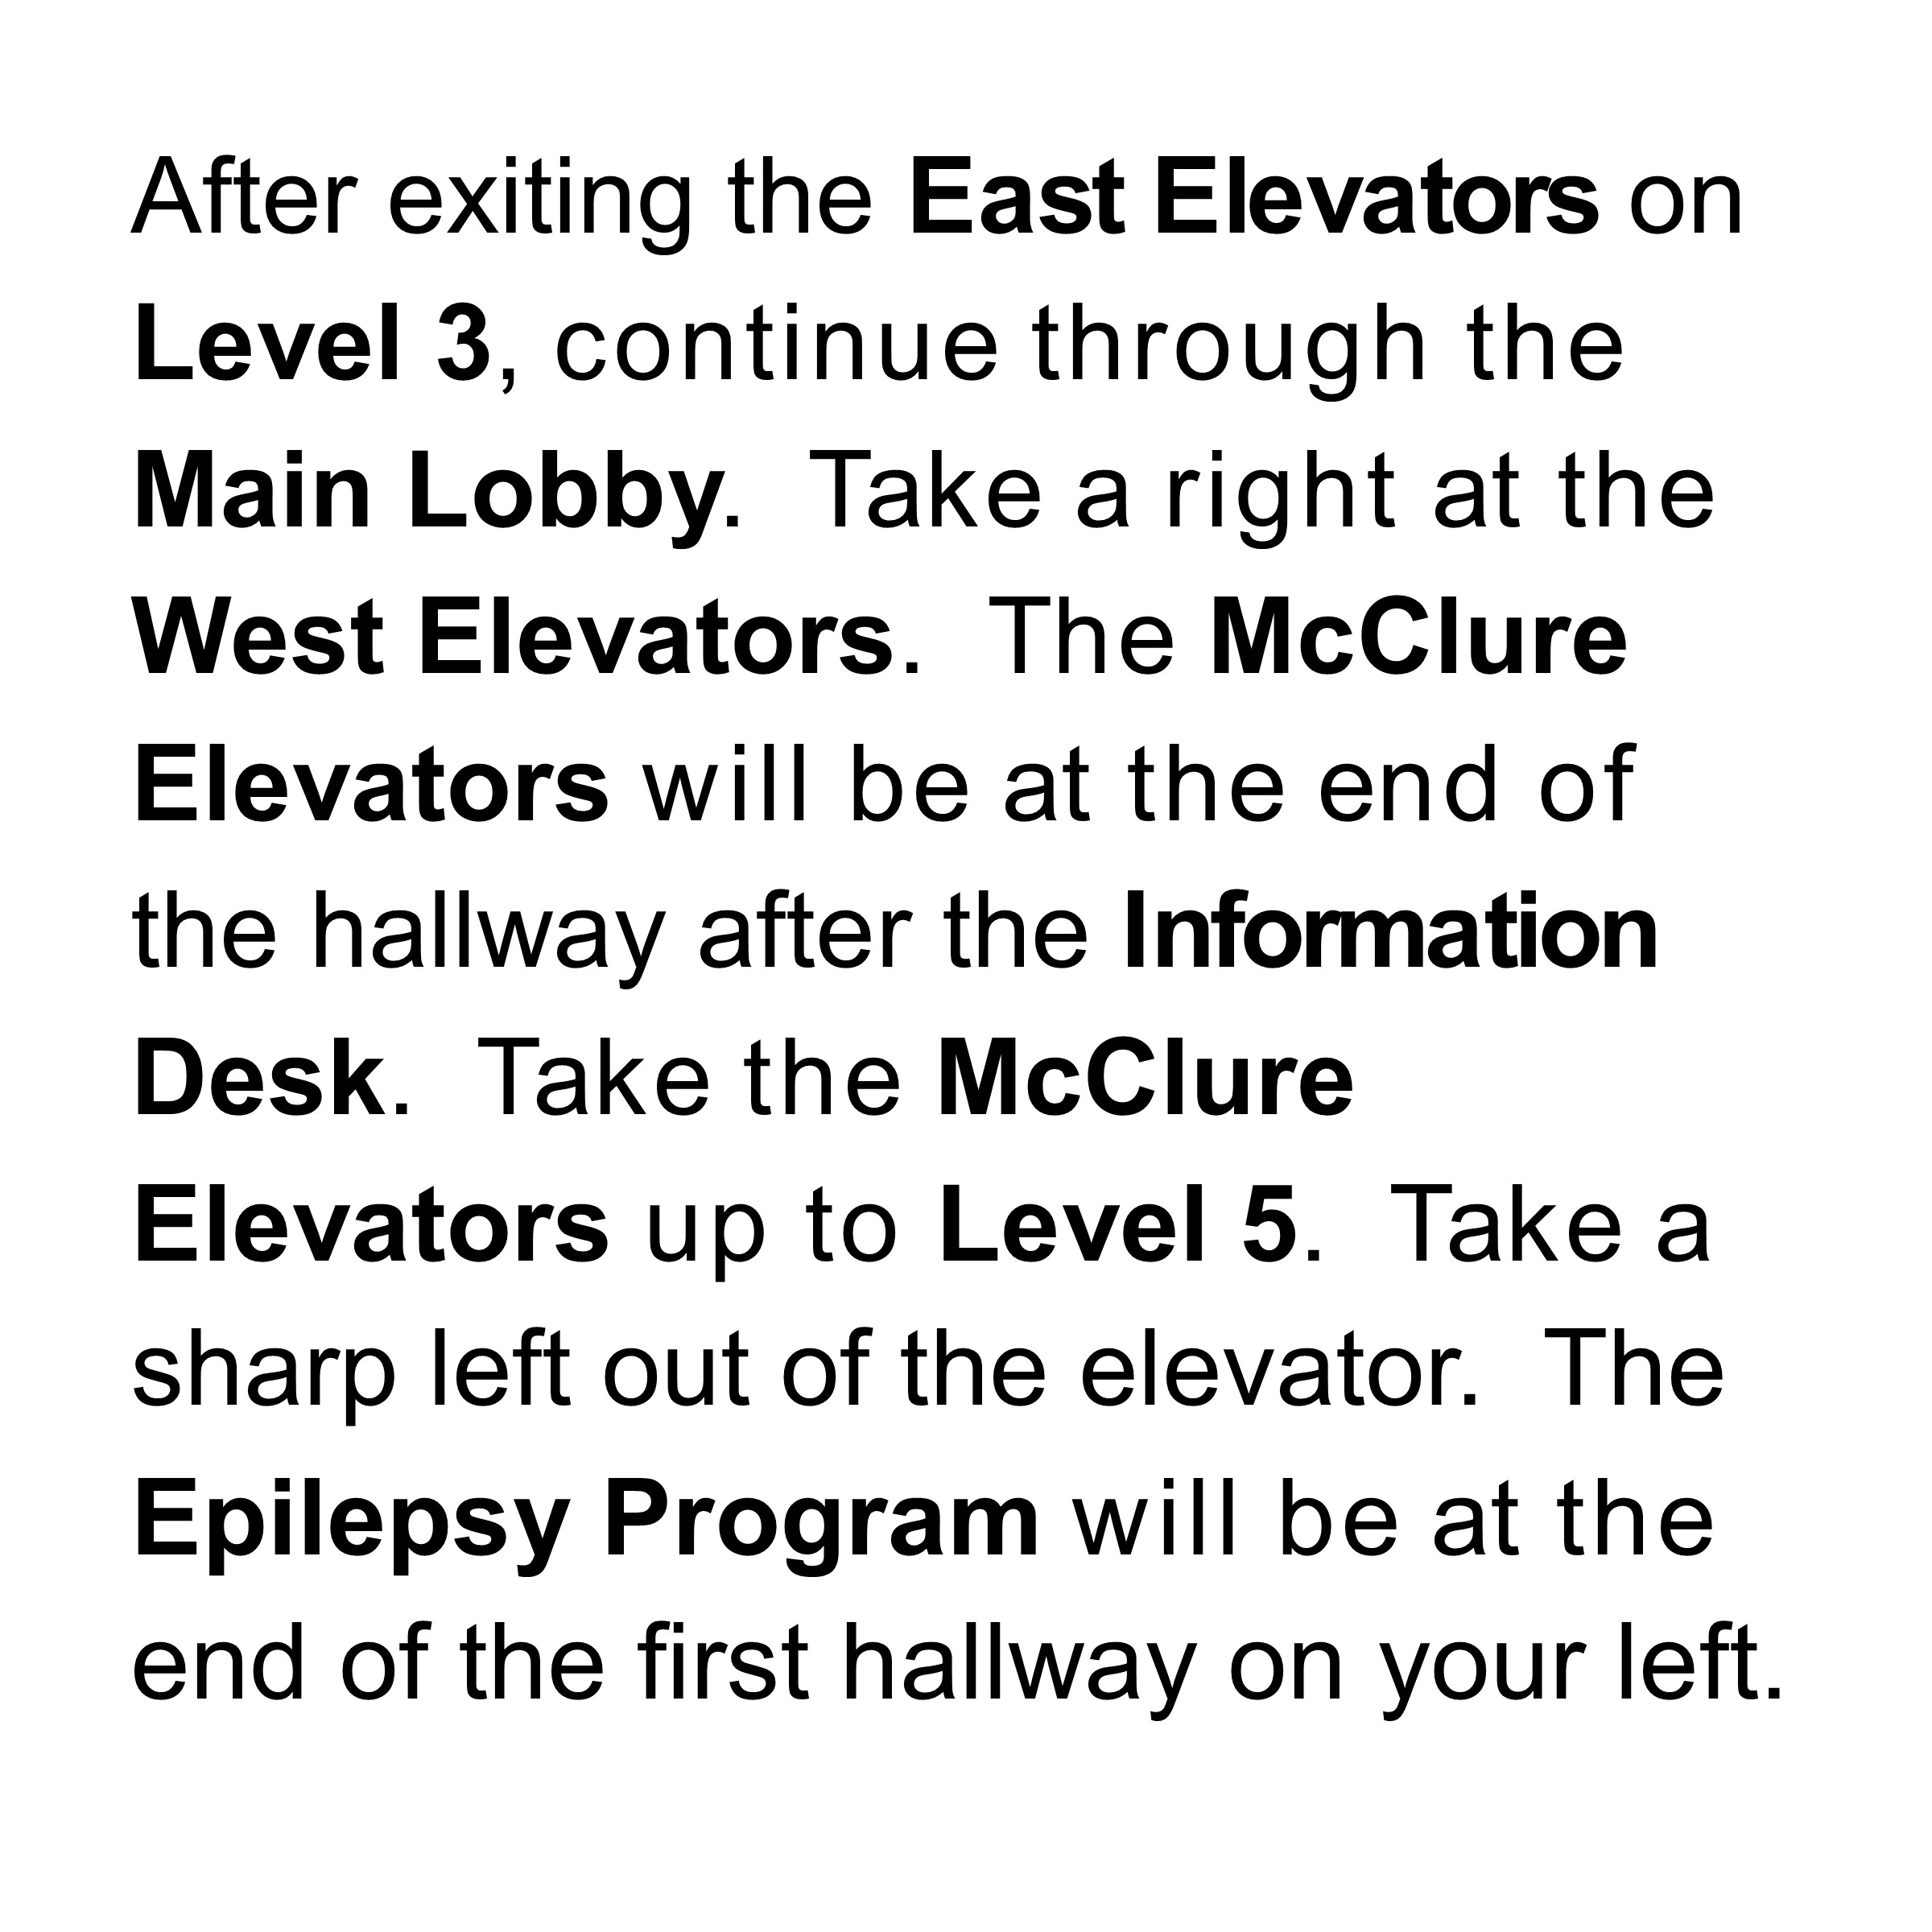 After exiting the East Elevators on
Level 3, continue through the
Main Lobby.  Take a right at the
West Elevators.  The McClure
Elevators will be at the end of
the hallway after the Information
Desk.  Take the McClure
Elevators up to Level 5.  Take a
sharp left out of the elevator.  The
Epilepsy Program will be at the
end of the first hallway on your left.